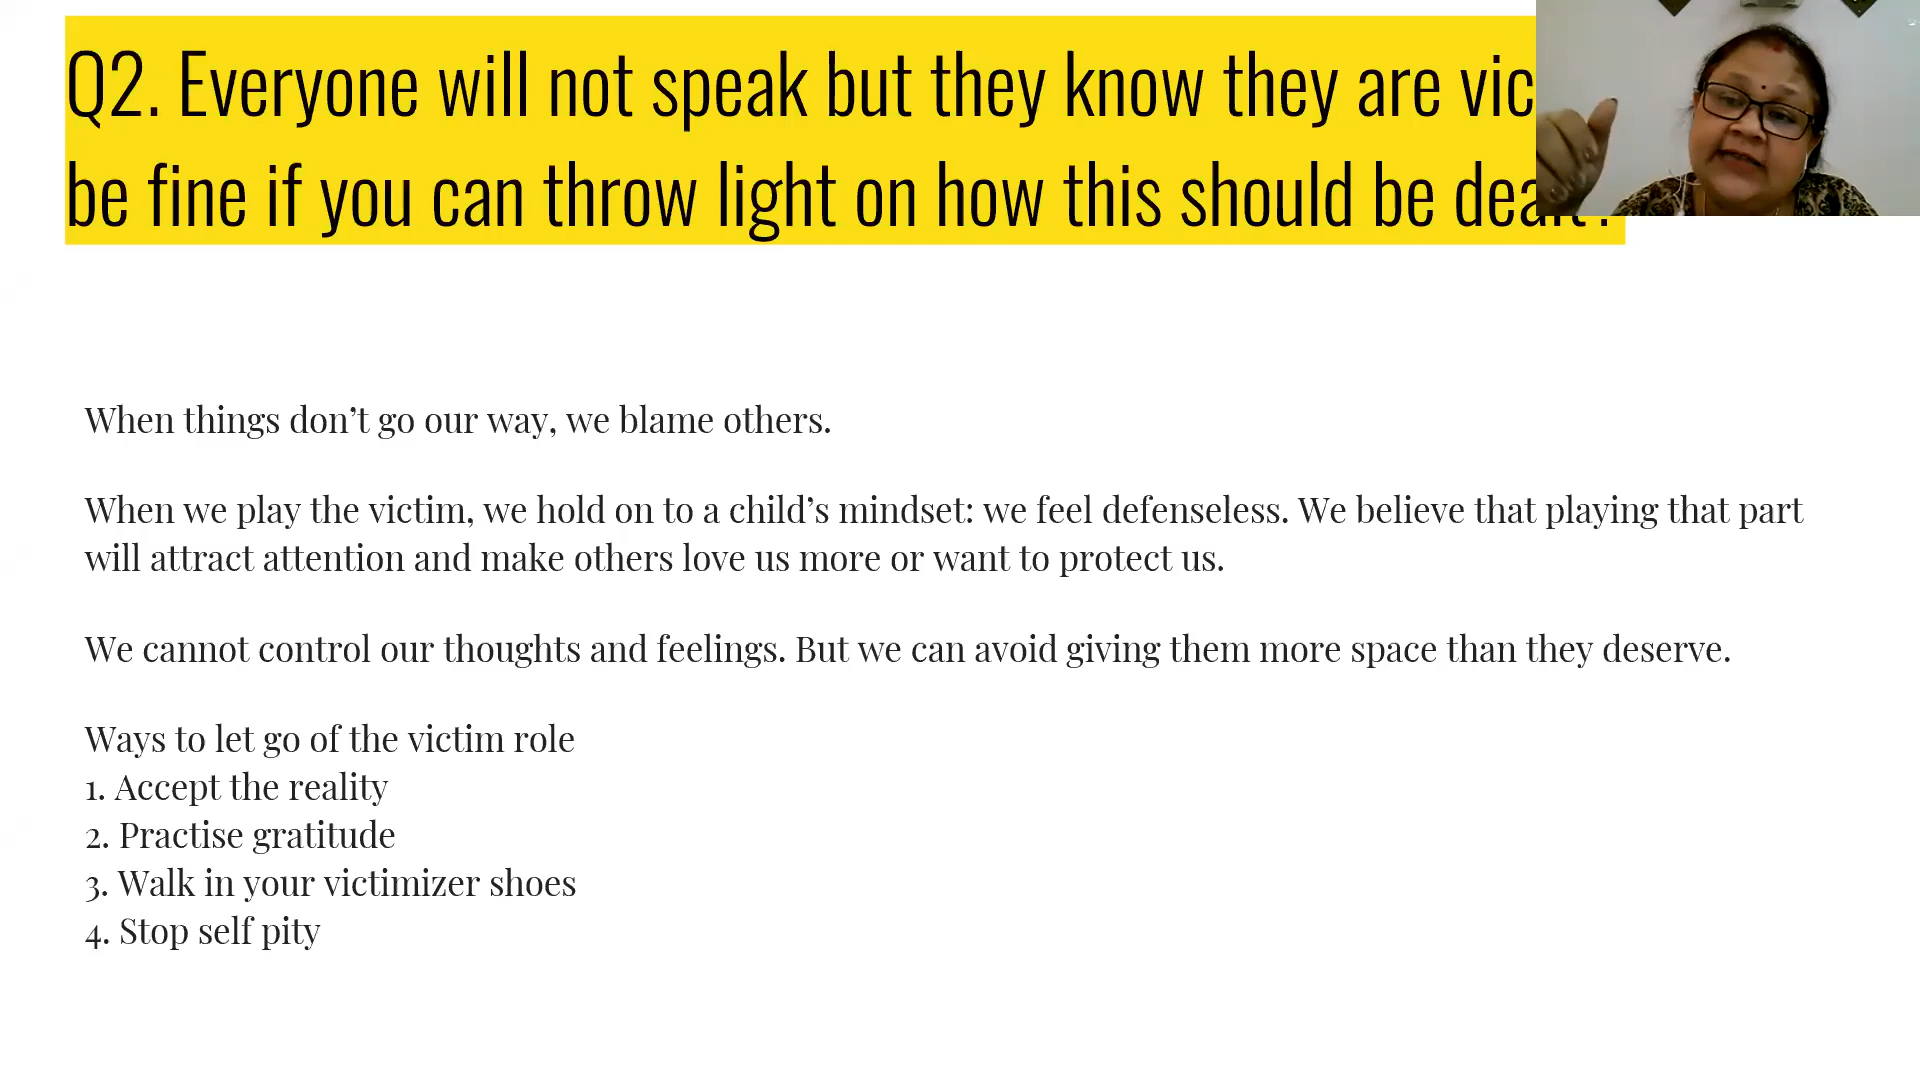 Q2. Everyone will not speak but they know they are
be fine if you can throw light on how this should be
When things don’t go our way, we blame others.
When we play the victim, we hold on to a child’s mindset: we feel defenseless. We believe that playing that part
will attract attention and make others love us more or want to protect us.
We cannot control our thoughts and feelings. But we can avoid giving them more space than they deserve.
Ways to let go of the victim role
1. Accept the reality
2. Practise gratitude
3. Walk in your victimizer shoes
4. Stop self pity